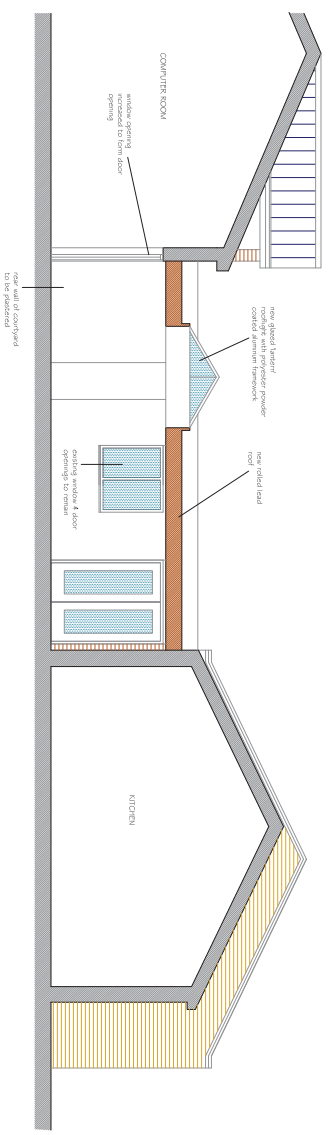 COMPUTER ROOM
window opening
increased to form door
opening
new glazed 'lantern'
rooflight with polyester powder
coated aluminum framework
new rolled lead
roof
rear wall of courtyard
to be plastered
existing window & door
openings to remain
KITCHEN